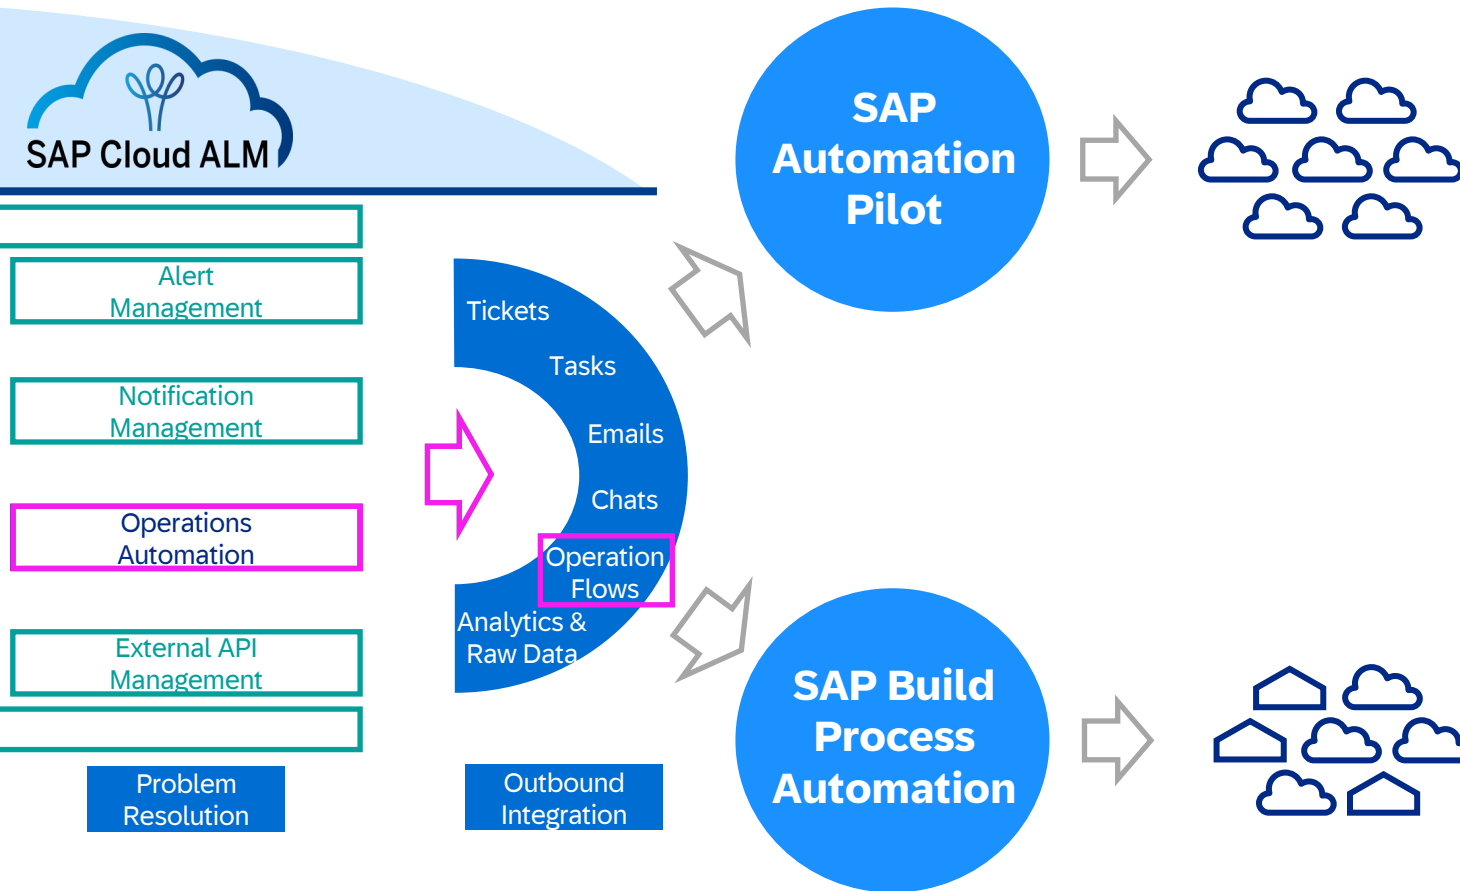 SAP Cloud ALM
Alert
Management
Notification
Management
Operations
Automation
External API
Management
Problem
Resolution
Tickets
Tasks
Emails
Chats
Operation
Flows
Analytics &
Raw Data
Outbound
Integration
SAP
Automation
Pilot
SAP Build
Process
Automation